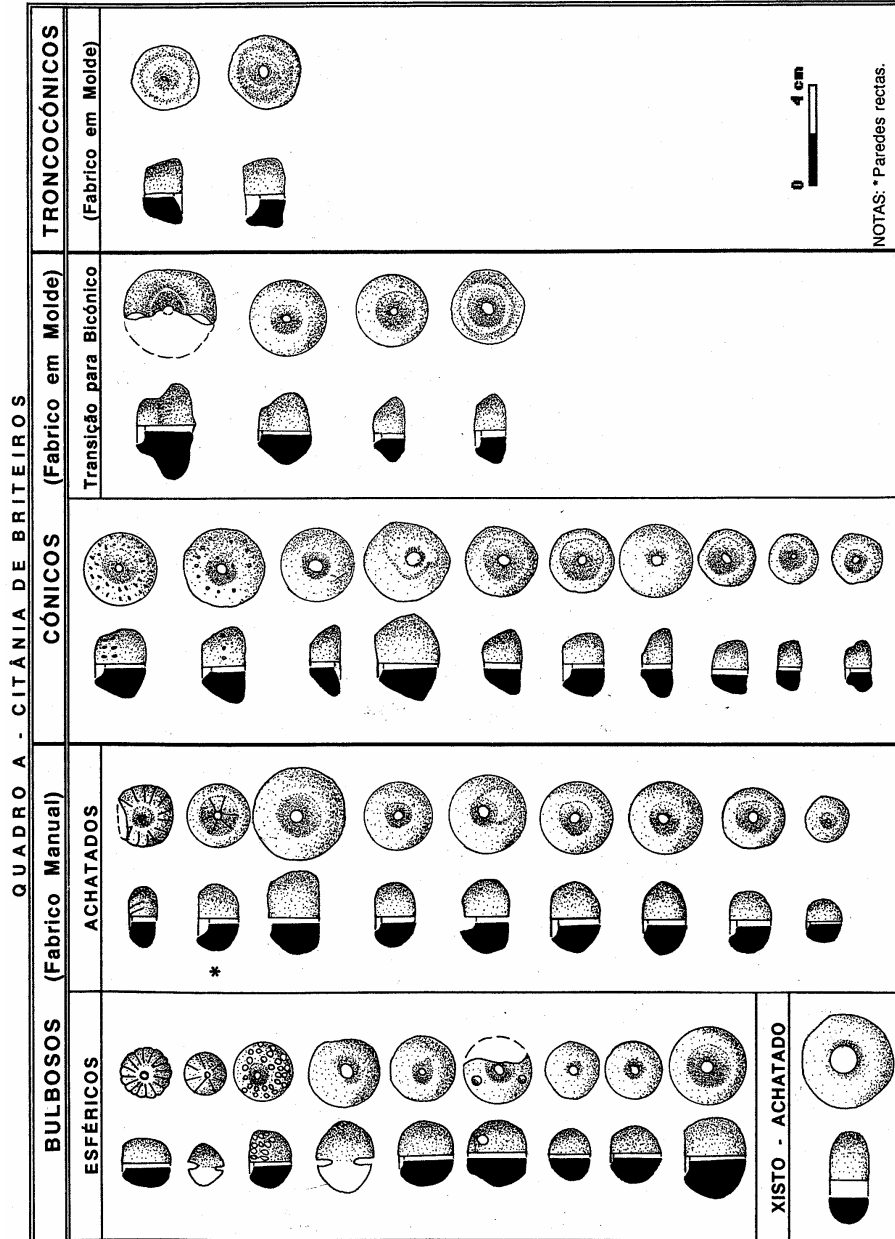 QUADRO A - CITÂNIA DE BRITEIROS
BULBOSOS (Fabrico Manual)
ESFÉRICOS
ACHATADOS
*
XISTO - ACHATADO
CÓNICOS (Fabrico em Molde)
Transição para Bicónico
TRONCOCÓNICOS
(Fabrico em Molde)
0 4 cm
NOTAS: * Paredes rectas.